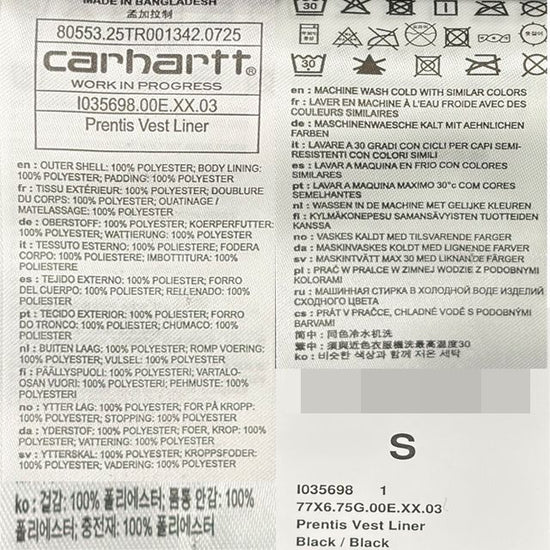 MADE IN BANGLADESH
孟加拉制
80553.25TR001342.0725
carhartt®
WORK IN PROGRESS
I035698.00E.XX.03
Prentis Vest Liner
en : OUTER SHELL: 100% POLYESTER; BODY LINING:
100% POLYESTER; PADDING: 100% POLYESTER
fr : TISSU EXTÉRIEUR: 100% POLYESTER; DOUBLURE
DU CORPS: 100% POLYESTER; OUATINAGE /
MATELASSAGE: 100% POLYESTER
de : OBERSTOFF: 100% POLYESTER; KÖRPERFUTTER:
100% POLYESTER; WATTIERUNG: 100% POLYESTER
it : TESSUTO ESTERNO: 100% POLIESTERE; FODERA
CORPO: 100% POLIESTERE; IMBOTTITURA: 100%
POLIESTERE
es : TEJIDO EXTERNO: 100% POLIESTER; FORRO
DEL CUERPO: 100% POLIESTER; RELLENADO: 100%
POLIESTER
pt : TECIDO EXTERIOR: 100% POLYESTER; FORRO
DO TRONCO: 100% POLYESTER; CHUMACO: 100%
POLYESTER
nl : BUITEN LAAG: 100% POLYESTER; ROMP VOERING:
100% POLYESTER; VULSEL: 100% POLYESTER
fi : PÄÄLLYSPUOLI: 100% POLYESTERI; VARTALO-
OSAN VUORI: 100% POLYESTERI; PEHMUSTE: 100%
POLYESTERI
no : YTTER LAG: 100% POLYESTER; FOR PÅ KROPP:
100% POLYESTER; STOPPING: 100% POLYESTER
da : YDERSTOF: 100% POLYESTER; FOER, KROP: 100%
POLYESTER; VATTERING: 100% POLYESTER
sv : YTTERSKAL: 100% POLYESTER; KROPPSFODER:
100% POLYESTER; VADERING: 100% POLYESTER
ko : 겉감: 100% 폴리에스터; 몸통 안감: 100%
폴리에스터; 충전재: 100% 폴리에스터
30
30
en : MACHINE WASH COLD WITH SIMILAR COLORS
fr : LAVER EN MACHINE À L'EAU FROIDE AVEC DES
COULEURS SIMILAIRES
de : MASCHINENWAESCHE KALT MIT AEHNLICHEN
FARBEN
it : LAVARE A 30 GRADI CON CICLI PER CAPI SEMI-
RESISTENTI CON COLORI SIMILI
es : LAVAR A MAQUINA EN FRIO CON COLORES
SIMILARES
pt : LAVAR A MAQUINA MAXIMO 30°c COM CORES
SEMELHANTES
nl : WASSEN IN DE MACHINE MET GELIJKE KLEUREN
fi : KYLMÄKONEPESU SAMANSÄVYISTEN TUOTTEIDEN
KANSSA
no : VASKES KALDT MED TILSVARENDE FARGER
da : MASKINVASKES KOLDT MED LIGNENDE FARVER
sv : MASKINTVÄTT MAX 30 MED LIKNANDE FÄRGER
pl : PRAĆ W PRALCE W ZIMNEJ WODZIE Z PODOBNYMI
KOLORAMI
ru : МАШИННАЯ СТИРКА В ХОЛОДНОЙ ВОДЕ ИЗДЕЛИЙ
СХОДНОГО ЦВЕТА
cs : PRÁT V PRAČCE, CHLADNÉ VODĚ S PODOBNÝMI
BARVAMI
简中 : 同色冷水机洗
繁中 : 須與近色衣服機洗最高溫度30
ko : 비슷한 색상과 함께 저온 세탁
S
I035698 1
77X6.75G.00E.XX.03
Prentis Vest Liner
Black / Black